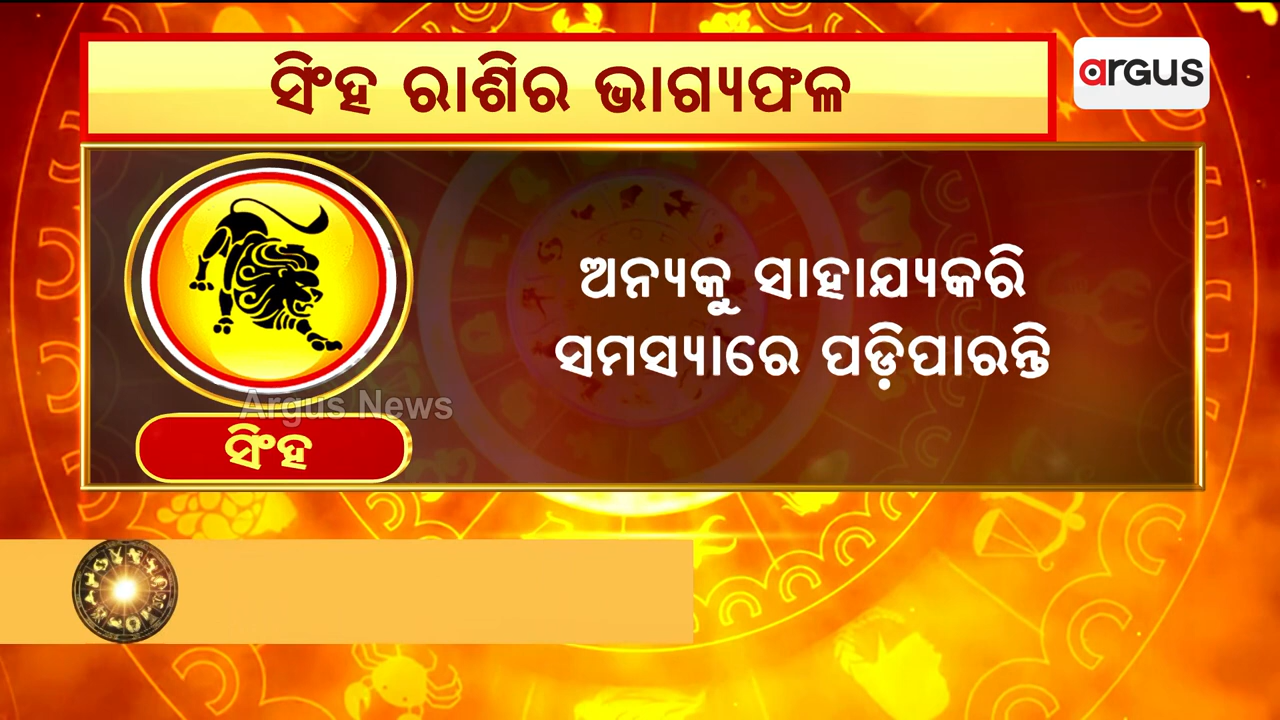 ସିଂହ ରାଶିର ଭାଗ୍ୟଫଳ
argus
ଅନ୍ୟକୁ ସାହାଯ୍ୟକରି
ସମସ୍ୟାରେ ପଡ଼ିପାରନ୍ତି
Argus News
ସିଂହ